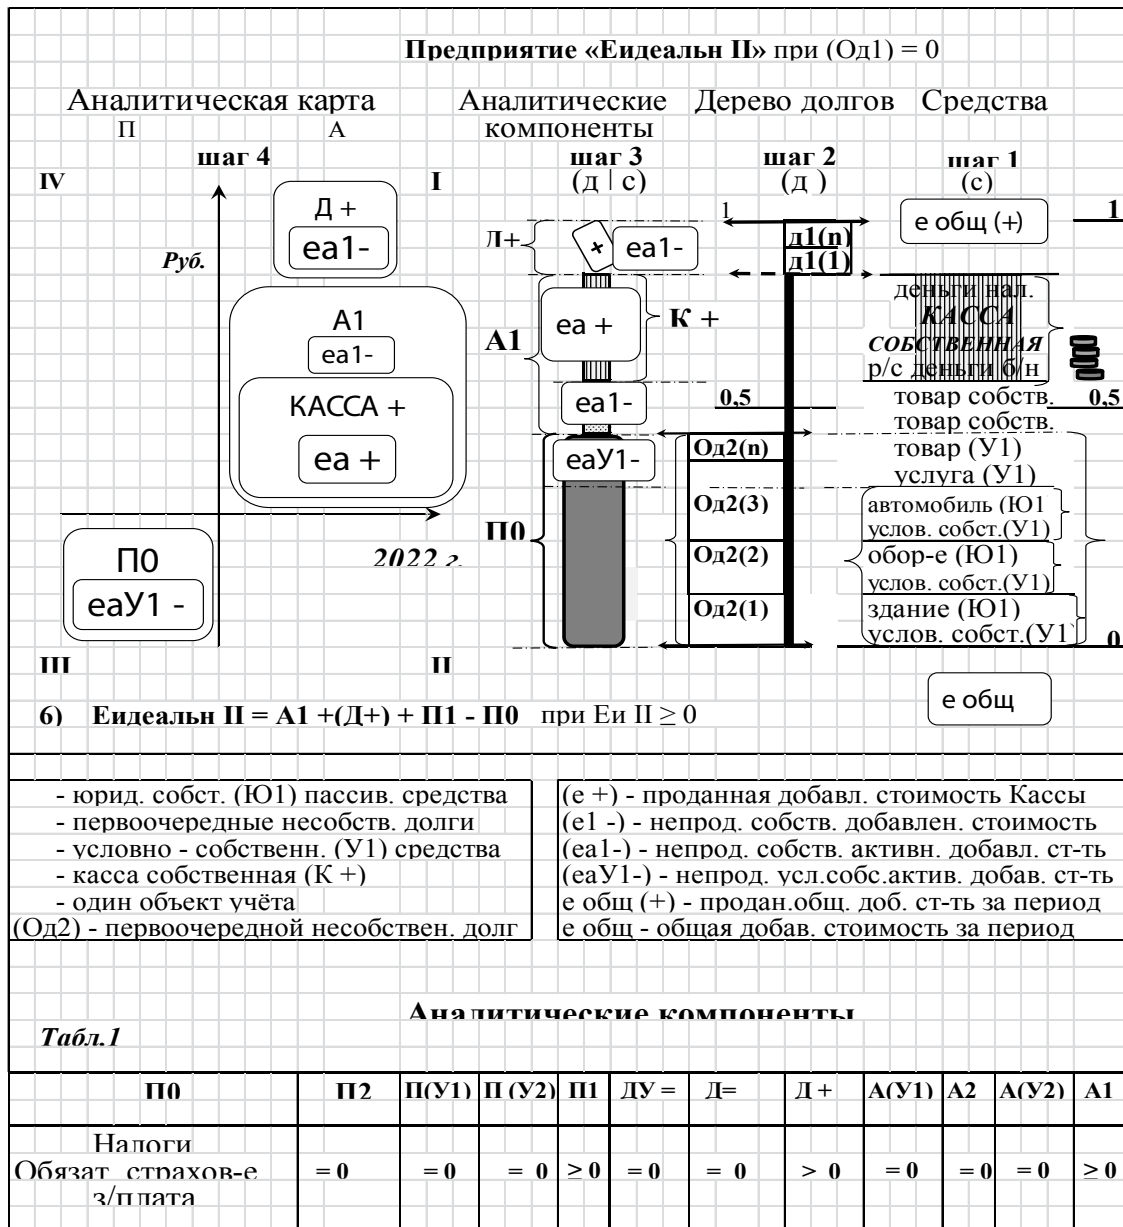 Предприятие «Еидеальн II» при (Од1) = 0
Аналитическая карта
П А
шаг 4
IV I
Д +
еа1-
Руб.
А1
еа1-
КАССА +
еа +
П0
еаУ1 -
2022 г.
III II
Аналитические
компоненты
шаг 3
(д | с)
Д+
+ еа1-
еа +
К +
А1
еа1-
еаУ1-
П0
Дерево долгов
шаг 2
(д )
1
д1(n)
д1(1)
0,5
Од2(n)
Од2(3)
Од2(2)
Од2(1)
Средства
шаг 1
(с)
е общ (+) 1
деньги нал.
КАССА
СОБСТВЕННАЯ
р/с деньги б/н
товар собств. 0,5
товар собств.
товар (У1)
услуга (У1)
автомобиль (Ю1
услов. собст.(У1)
обор-е (Ю1)
услов. собст.(У1)
здание (Ю1)
услов. собст.(У1)
0
е общ
6) Еидеальн II = А1 +(Д+) + П1 - П0 при Еи II ≥ 0
- юрид. собст. (Ю1) пассив. средства
- первоочередные несобств. долги
- условно - собственн. (У1) средства
- касса собственная (К +)
- один объект учёта
(Од2) - первоочередной несобствен. долг
(е +) - проданная добавл. стоимость Кассы
(е1 -) - непрод. собств. добавлен. стоимость
(еа1-) - непрод. собств. активн. добавл. ст-ть
(еаУ1-) - непрод. усл.собс.актив. добав. ст-ть
е общ (+) - продан.общ. доб. ст-ть за период
е общ - общая добав. стоимость за период
Аналитические компоненты
Табл.1
П0 П2 П(У1) П (У2) П1 ДУ = Д= Д + А(У1) А2 А(У2) А1
Налоги
Обязат страхов-е = 0 = 0 = 0 ≥ 0 = 0 = 0 > 0 = 0 = 0 = 0 ≥ 0
з/плата